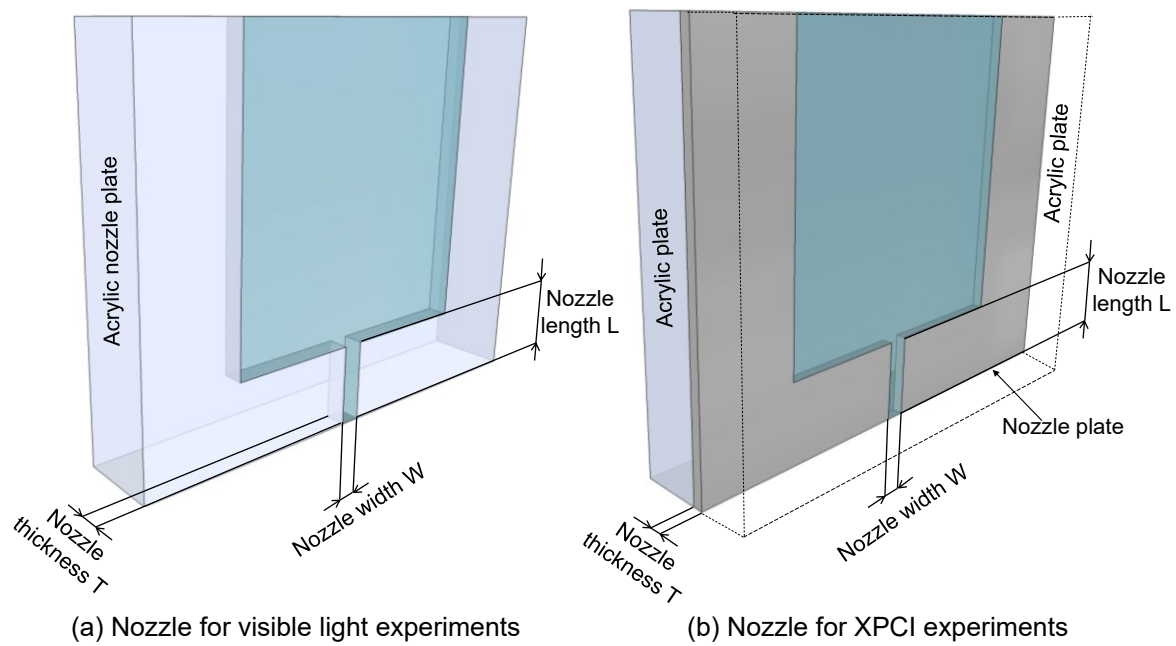 Acrylic nozzle plate
Nozzle
length L
Nozzle width W
Nozzle
thickness T
(a) Nozzle for visible light experiments
Acrylic plate
Acrylic plate
Nozzle
length L
Nozzle plate
Nozzle width W
Nozzle
thickness T
(b) Nozzle for XPCI experiments